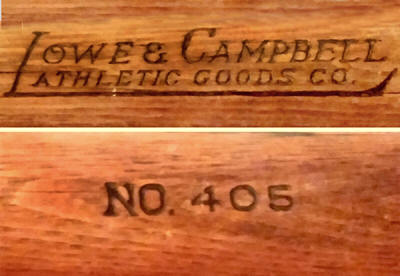 LOWE & CAMPBELL
ATHLETIC GOODS CO.
NO. 405